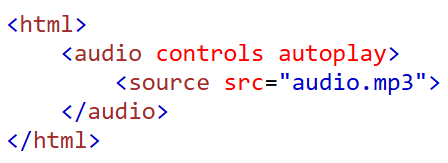 <html>
    <audio controls autoplay>
        <source src="audio.mp3">
    </audio>
</html>